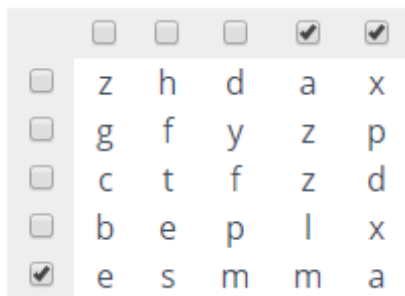 z h d a x
g f y z p
c t f z d
b e p l x
e s m m a